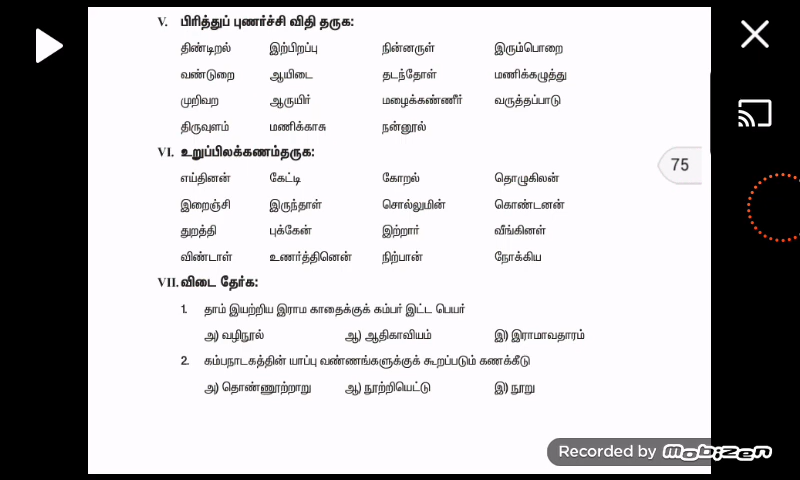 V. பிரித்துப் புணர்ச்சி விதி தருக:
திண்டிறல் இற்பிறப்பு நின்னருள் இரும்பொறை
வண்டுறை ஆயிடை தடந்தோள் மணிக்கழுத்து
முறிவற ஆருயிர் மழைக்கண்ணீர் வருத்தப்பாடு
திருவுளம் மணிக்காசு நன்னூல்
VI. உறுப்பிலக்கணம்தருக:
எய்தினன் கேட்டி கோறல் தொழுகிலன்
இறைஞ்சி இருந்தாள் சொல்லுமின் கொண்டனன்
துறத்தி புக்கேன் இற்றார் வீங்கினள்
விண்டாள் உணர்த்தினென் நிற்பான் நோக்கிய
VII. விடை தேர்க:
1. தாம் இயற்றிய இராம காதைக்குக் கம்பர் இட்ட பெயர்
அ) வழிநூல் ஆ) ஆதிகாவியம் இ) இராமாவதாரம்
2. கம்பநாடகத்தின் யாப்பு வண்ணங்களுக்குக் கூறப்படும் கணக்கீடு
அ) தொண்ணூற்றாறு ஆ) நூற்றியெட்டு இ) நூறு
75
Recorded by mobizen